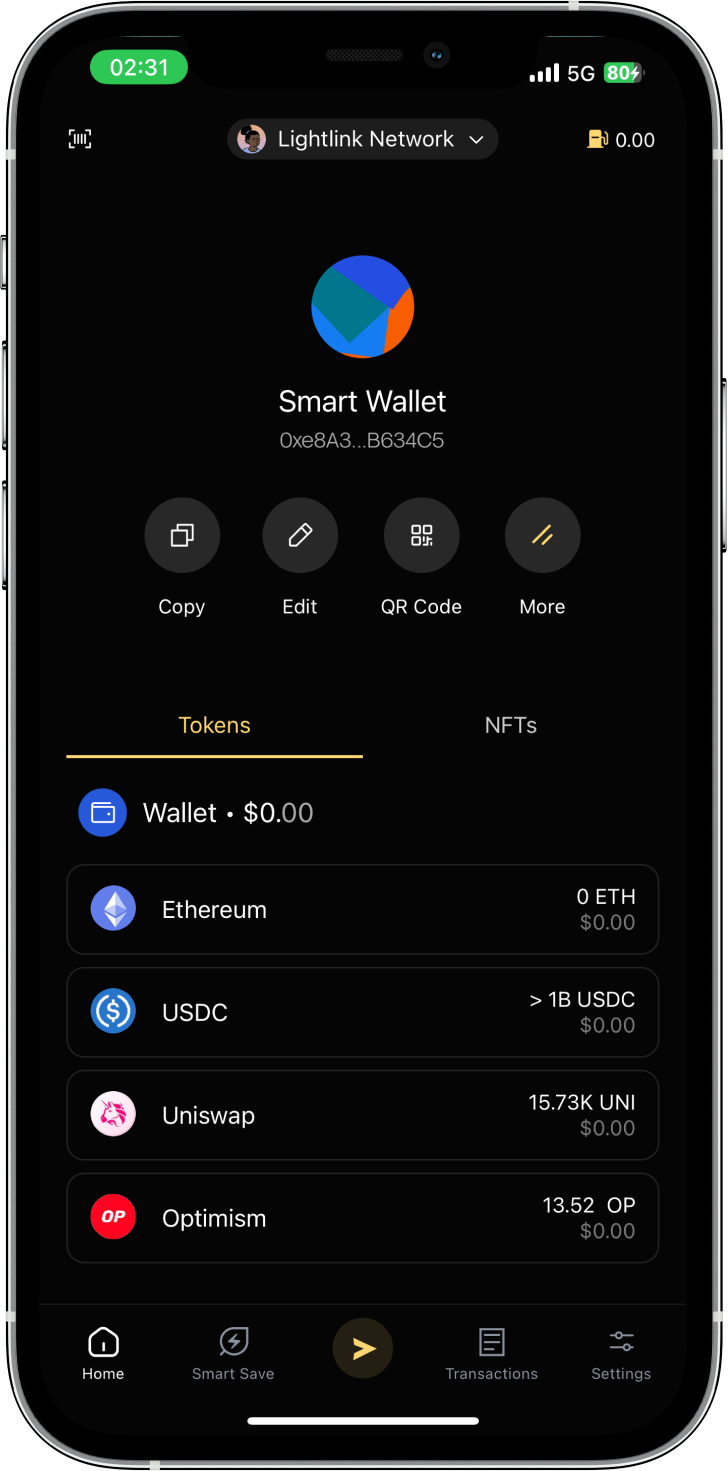 02:31
5G
80
Lightlink Network
0.00
Smart Wallet
0xe8A3...B634C5
Copy
Edit
QR Code
More
Tokens
NFTs
Wallet • $0.00
Ethereum
0 ETH
$0.00
USDC
> 1B USDC
$0.00
Uniswap
15.73K UNI
$0.00
OP
Optimism
13.52 OP
$0.00
Home
Smart Save
Transactions
Settings